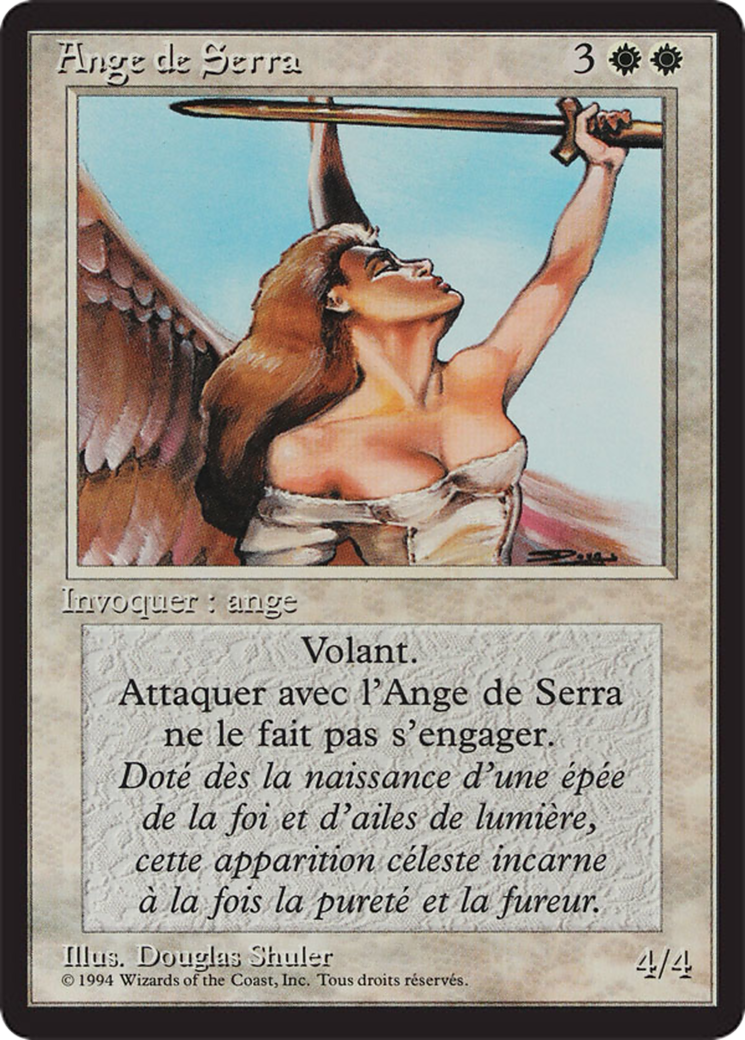 Ange de Serra
3
Invoquer : ange
Volant.
Attaquer avec l'Ange de Serra
ne le fait pas s'engager.
Doté dès la naissance d'une épée
de la foi et d'ailes de lumière,
cette apparition céleste incarne
à la fois la pureté et la fureur.
Illus. Douglas Shuler
4/4
© 1994 Wizards of the Coast, Inc. Tous droits réservés.